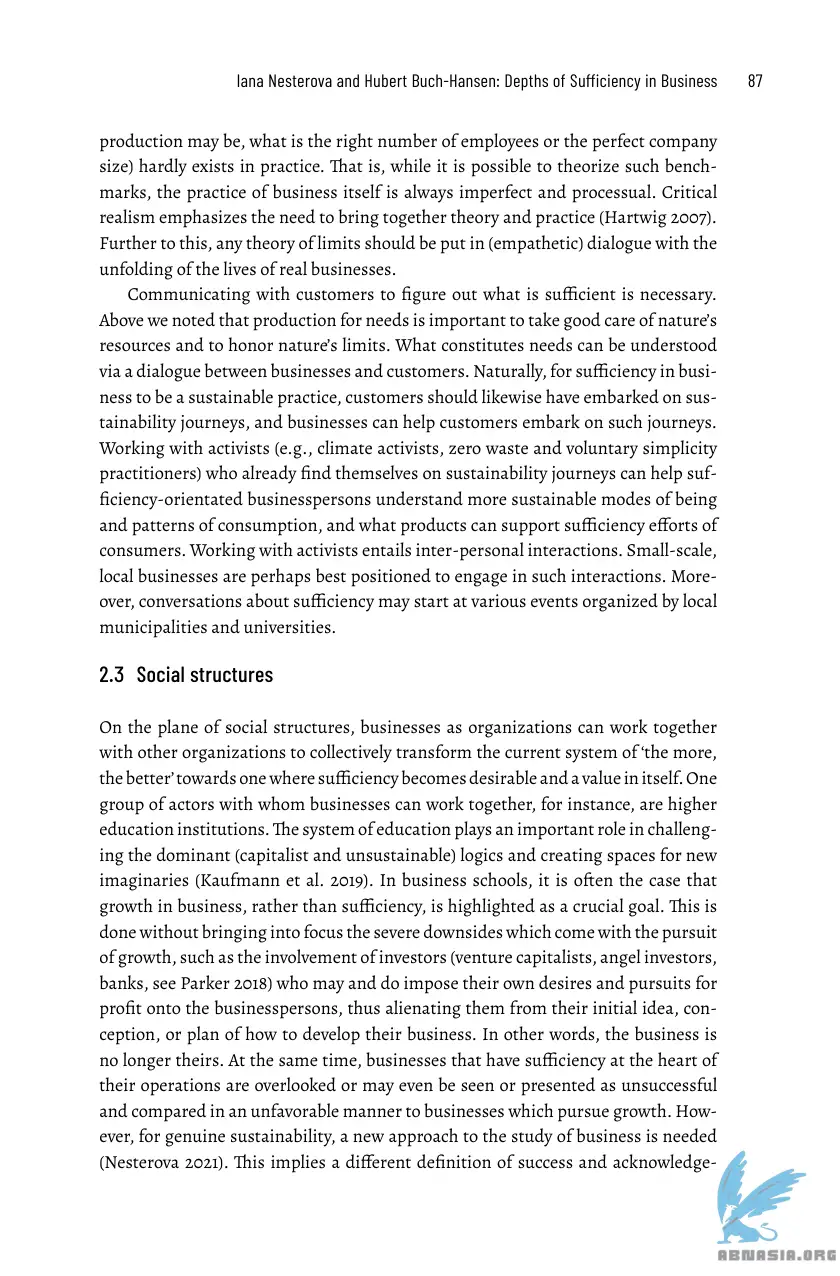 Iana Nesterova and Hubert Buch-Hansen: Depths of Sufficiency in Business 87
production may be, what is the right number of employees or the perfect company
size) hardly exists in practice. That is, while it is possible to theorize such bench-
marks, the practice of business itself is always imperfect and processual. Critical
realism emphasizes the need to bring together theory and practice (Hartwig 2007).
Further to this, any theory of limits should be put in (empathetic) dialogue with the
unfolding of the lives of real businesses.
Communicating with customers to figure out what is sufficient is necessary.
Above we noted that production for needs is important to take good care of nature's
resources and to honor nature's limits. What constitutes needs can be understood
via a dialogue between businesses and customers. Naturally, for sufficiency in busi-
ness to be a sustainable practice, customers should likewise have embarked on sus-
tainability journeys, and businesses can help customers embark on such journeys.
Working with activists (e.g., climate activists, zero waste and voluntary simplicity
practitioners) who already find themselves on sustainability journeys can help suf-
ficiency-orientated businesspersons understand more sustainable modes of being
and patterns of consumption, and what products can support sufficiency efforts of
consumers. Working with activists entails inter-personal interactions. Small-scale,
local businesses are perhaps best positioned to engage in such interactions. More-
over, conversations about sufficiency may start at various events organized by local
municipalities and universities.
2.3 Social structures
On the plane of social structures, businesses as organizations can work together
with other organizations to collectively transform the current system of ‘the more,
the better’ towards one where sufficiency becomes desirable and a value in itself. One
group of actors with whom businesses can work together, for instance, are higher
education institutions. The system of education plays an important role in challeng-
ing the dominant (capitalist and unsustainable) logics and creating spaces for new
imaginaries (Kaufmann et al. 2019). In business schools, it is often the case that
growth in business, rather than sufficiency, is highlighted as a crucial goal. This is
done without bringing into focus the severe downsides which come with the pursuit
of growth, such as the involvement of investors (venture capitalists, angel investors,
banks, see Parker 2018) who may and do impose their own desires and pursuits for
profit onto the businesspersons, thus alienating them from their initial idea, con-
ception, or plan of how to develop their business. In other words, the business is
no longer theirs. At the same time, businesses that have sufficiency at the heart of
their operations are overlooked or may even be seen or presented as unsuccessful
and compared in an unfavorable manner to businesses which pursue growth. How-
ever, for genuine sustainability, a new approach to the study of business is needed
(Nesterova 2021). This implies a different definition of success and acknowledge-
ABNASIA.ORG